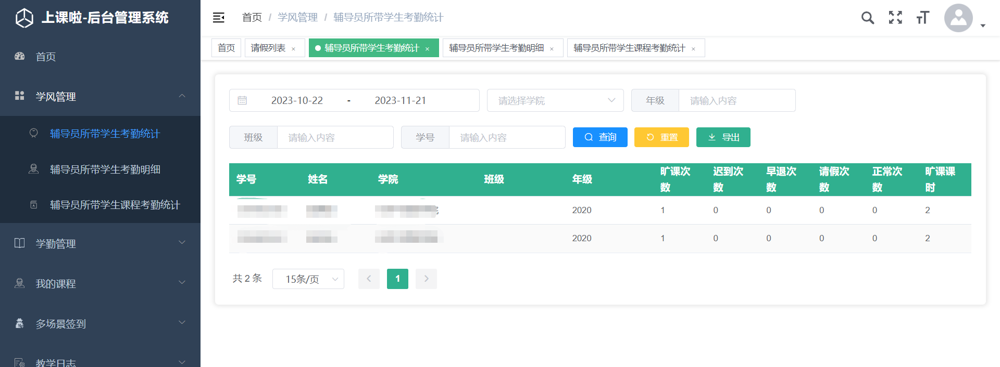 上课啦-后台管理系统
首页
学风管理
辅导员所带学生考勤统计
辅导员所带学生考勤明细
辅导员所带学生课程考勤统计
学勤管理
我的课程
多场景签到
教学日志
首页 / 学风管理 / 辅导员所带学生考勤统计
首页 请假列表 × 辅导员所带学生考勤统计 × 辅导员所带学生考勤明细 × 辅导员所带学生课程考勤统计 ×
2023-10-22 - 2023-11-21 请选择学院 年级 请输入内容
班级 请输入内容 学号 请输入内容 查询 重置 导出
学号 姓名 学院 班级 年级 旷课次数 迟到次数 早退次数 请假次数 正常次数 旷课课时
2020 1 0 0 0 0 2
2020 1 0 0 0 0 2
共 2 条 15条/页 1